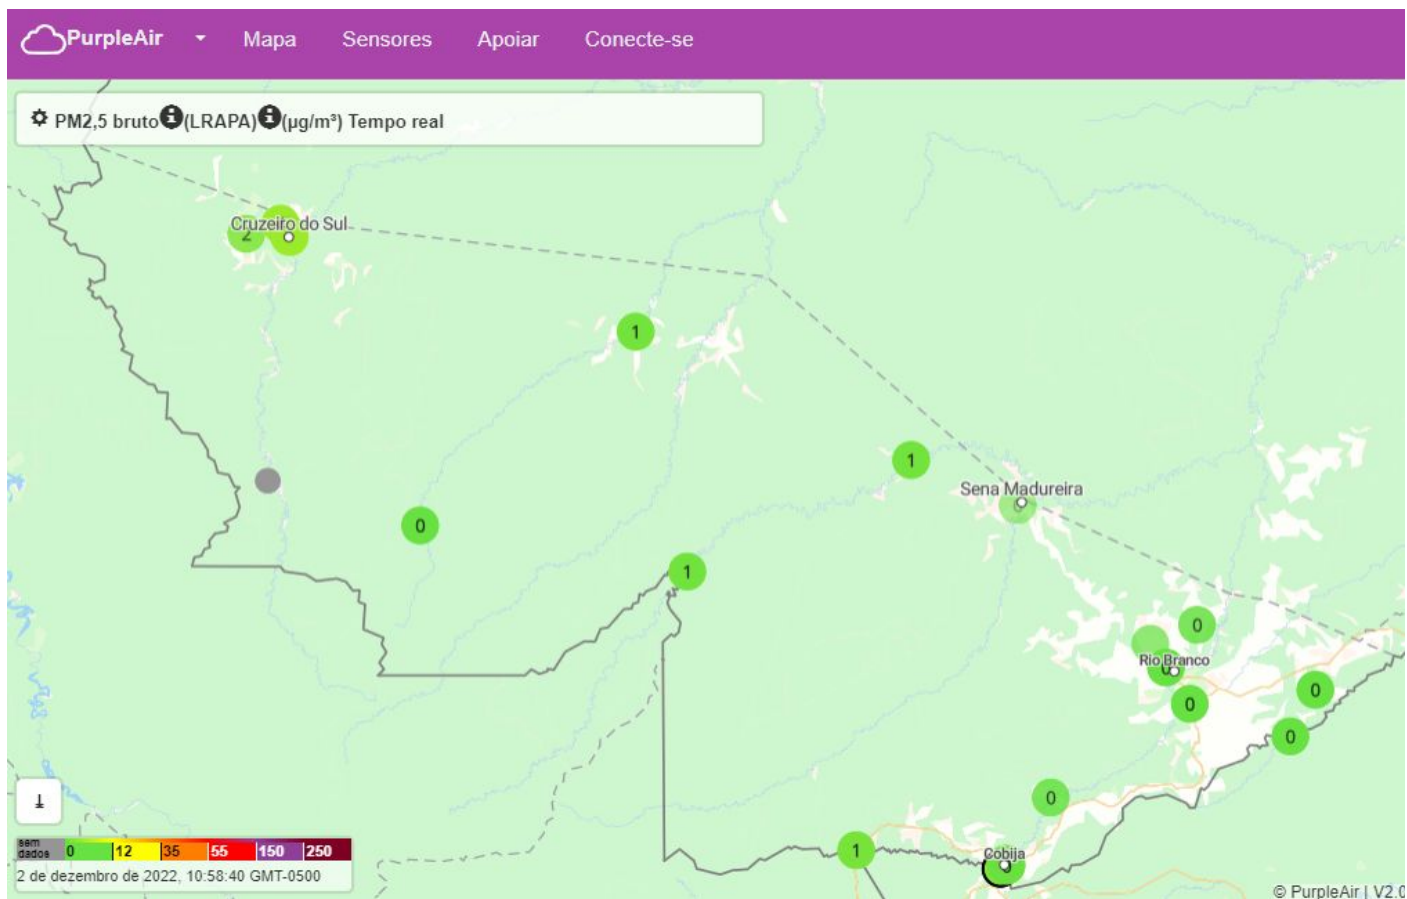 PurpleAir Mapa Sensores Apoiar Conecte-se
PM2,5 bruto (LRAPA) (µg/m³) Tempo real
Cruzeiro do Sul
2
1
1
Sena Madureira
0
1
0
Rio Branco
0
0
0
0
0
1
Cobija
sem dados 0 12 35 55 150 250
2 de dezembro de 2022, 10:58:40 GMT-0500
© PurpleAir | V2.0